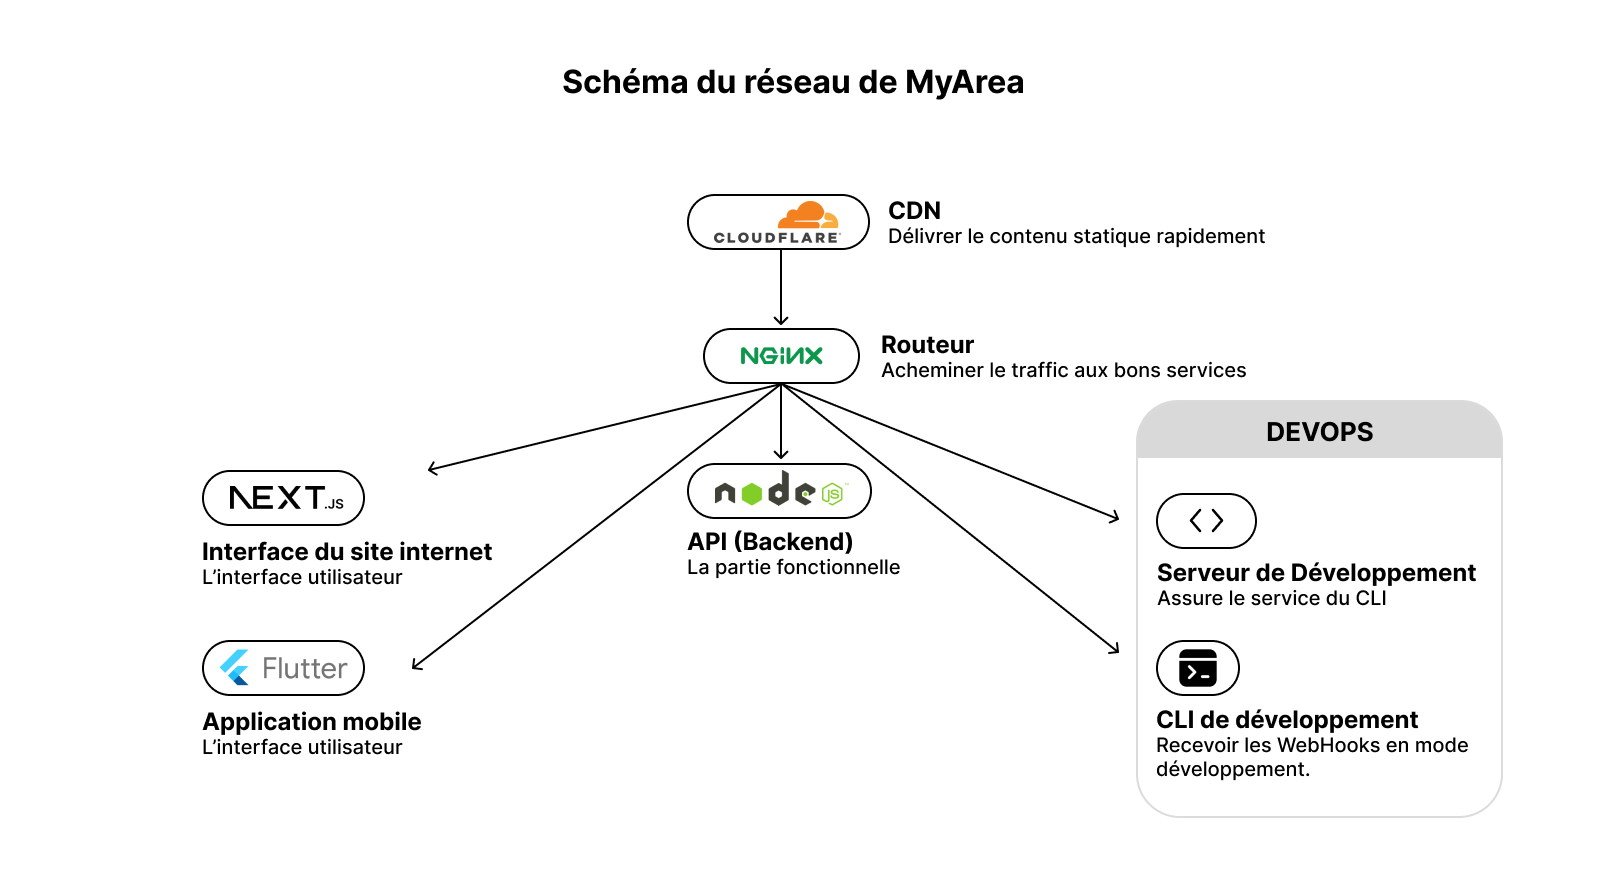 Schéma du réseau de MyArea
CLOUDFLARE
CDN
Délivrer le contenu statique rapidement
NGINX
Routeur
Acheminer le traffic aux bons services
DEVOPS
NEXT.JS
Interface du site internet
L’interface utilisateur
node JS
API (Backend)
La partie fonctionnelle
Serveur de Développement
Assure le service du CLI
Flutter
Application mobile
L’interface utilisateur
CLI de développement
Recevoir les WebHooks en mode
développement.